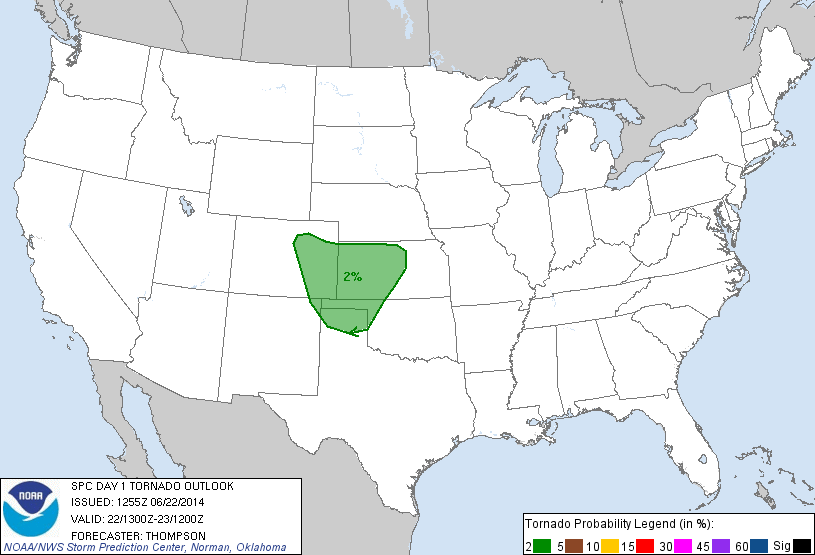 2%
SPC DAY 1 TORNADO OUTLOOK
ISSUED: 1255Z 06/22/2014
VALID: 22/1300Z-23/1200Z
FORECASTER: THOMPSON
NOAA/NWS Storm Prediction Center, Norman, Oklahoma
NOAA
Tornado Probability Legend (in %):
2 5 10 15 30 45 60 Sig